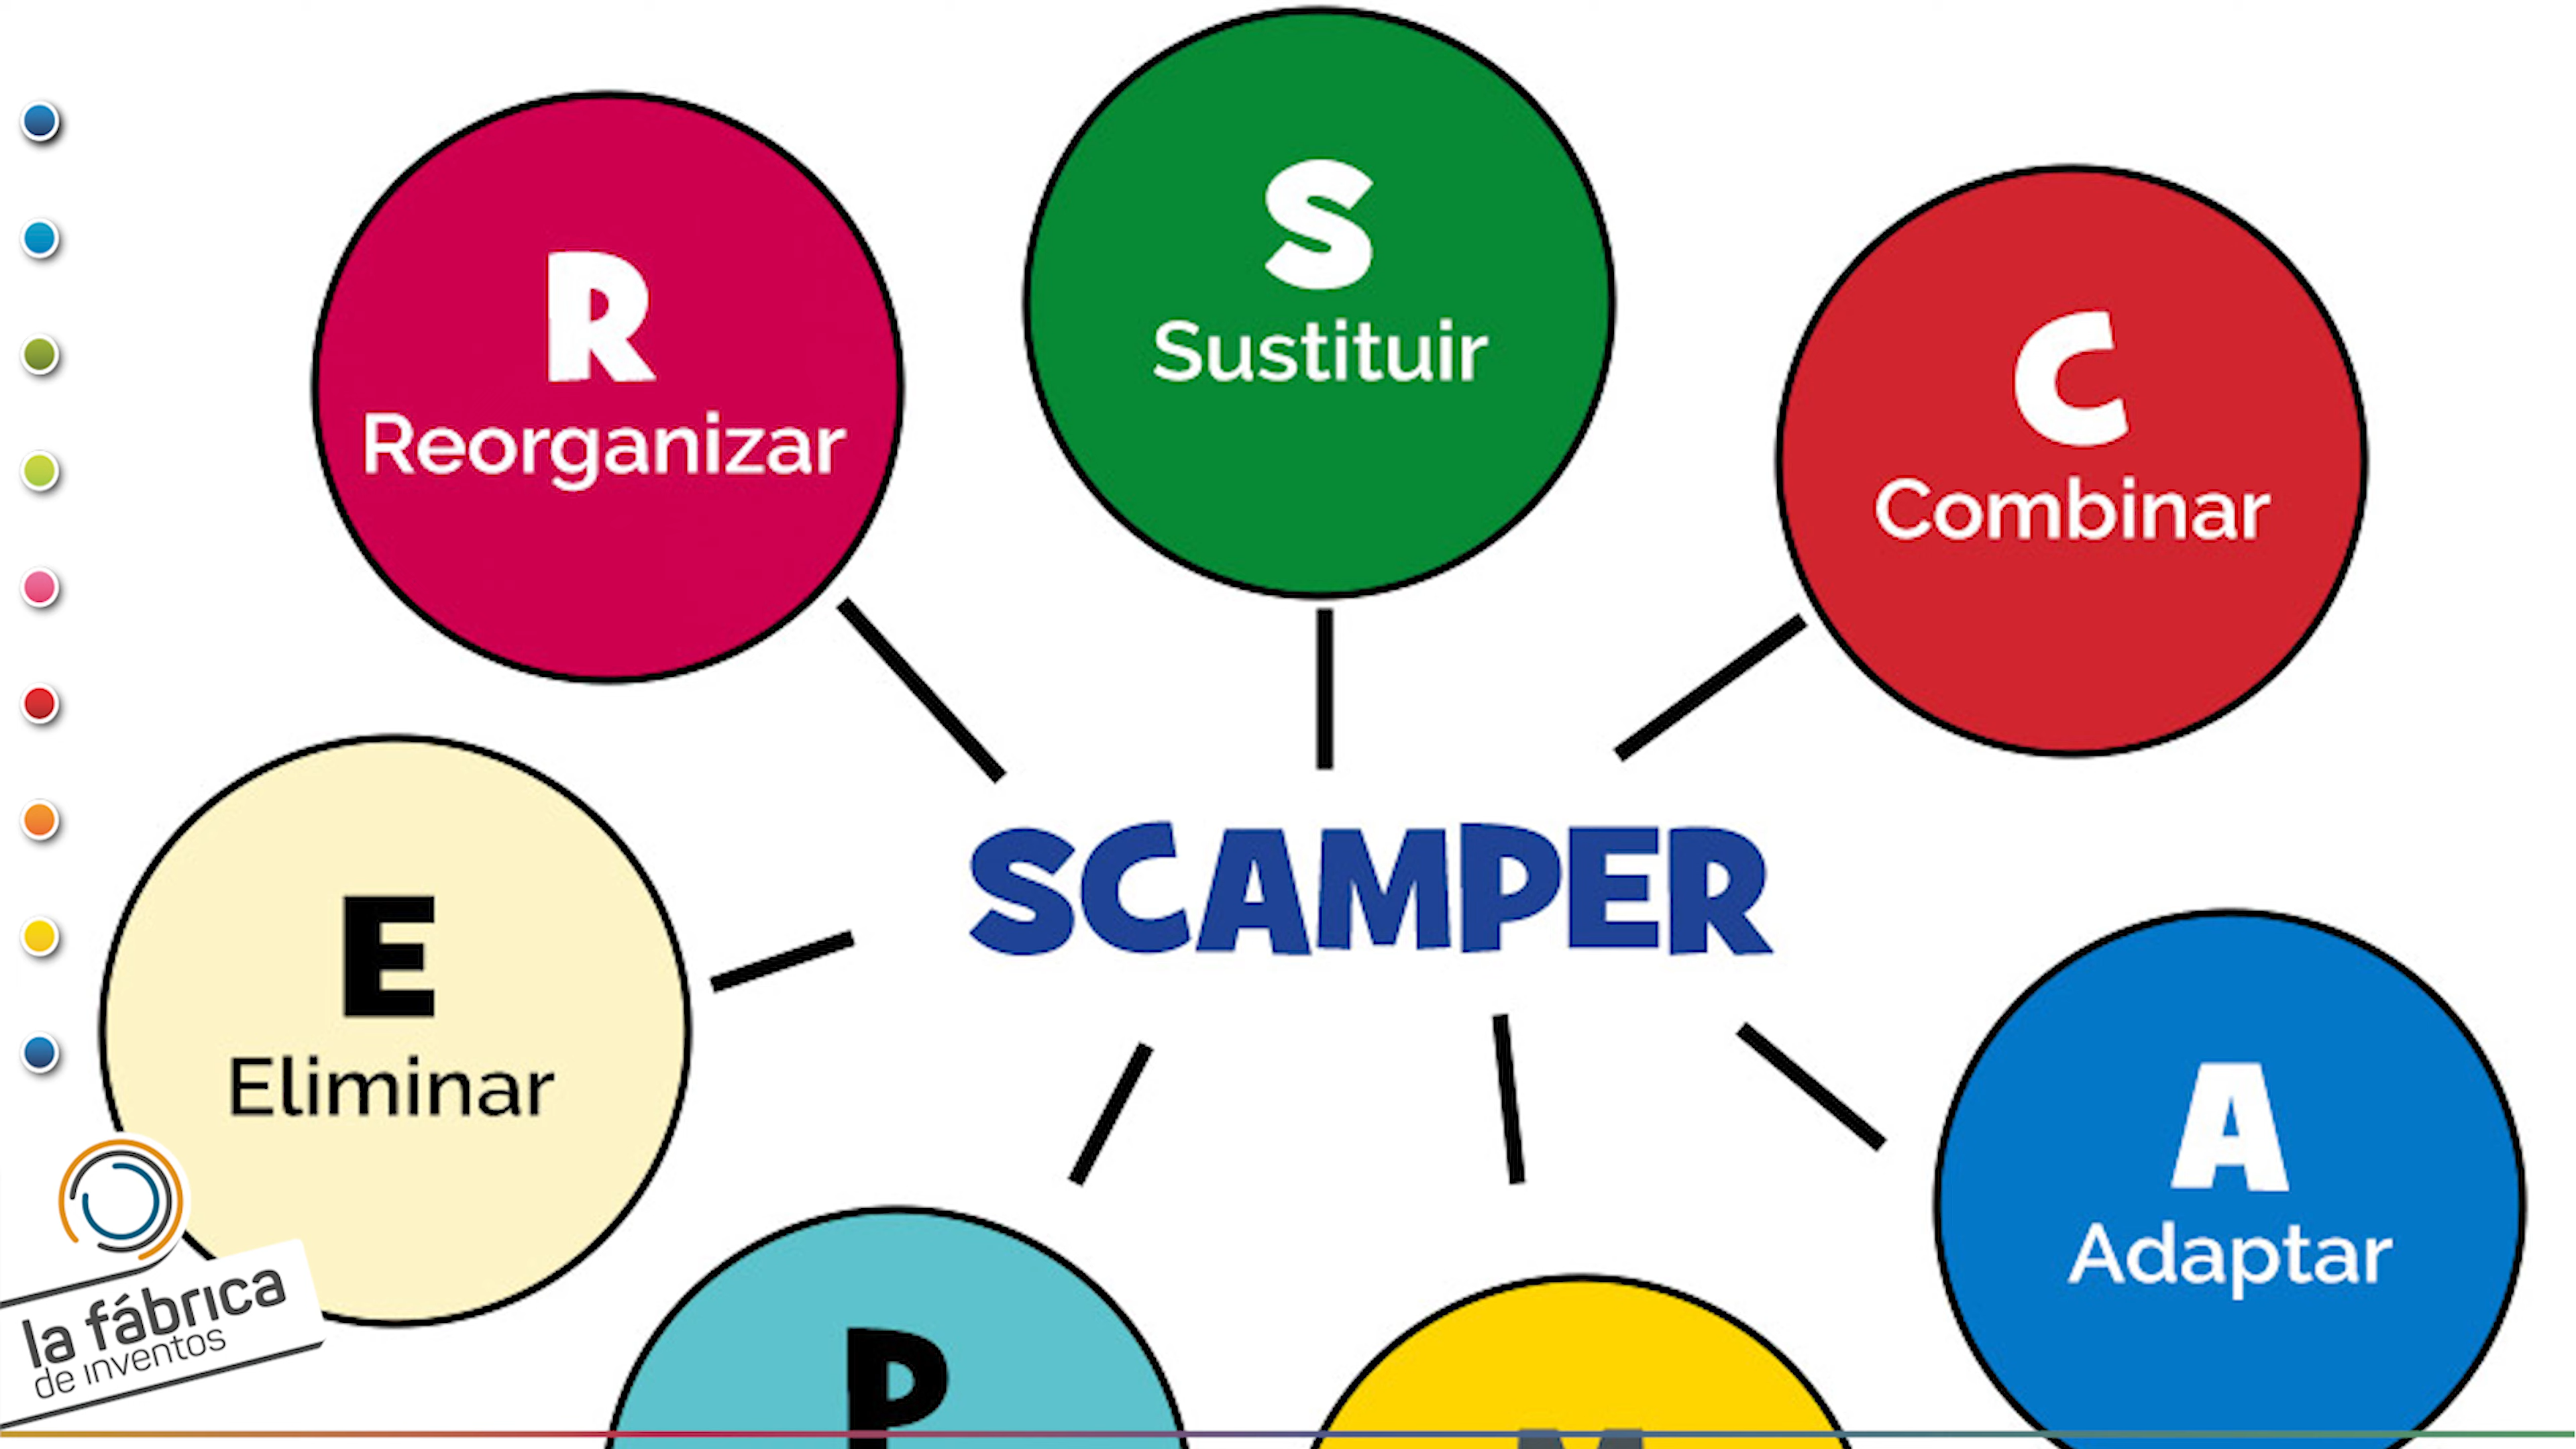 S
Sustituir
R
Reorganizar
C
Combinar
SCAMPER
E
Eliminar
A
Adaptar
P
M
la fábrica
de inventos